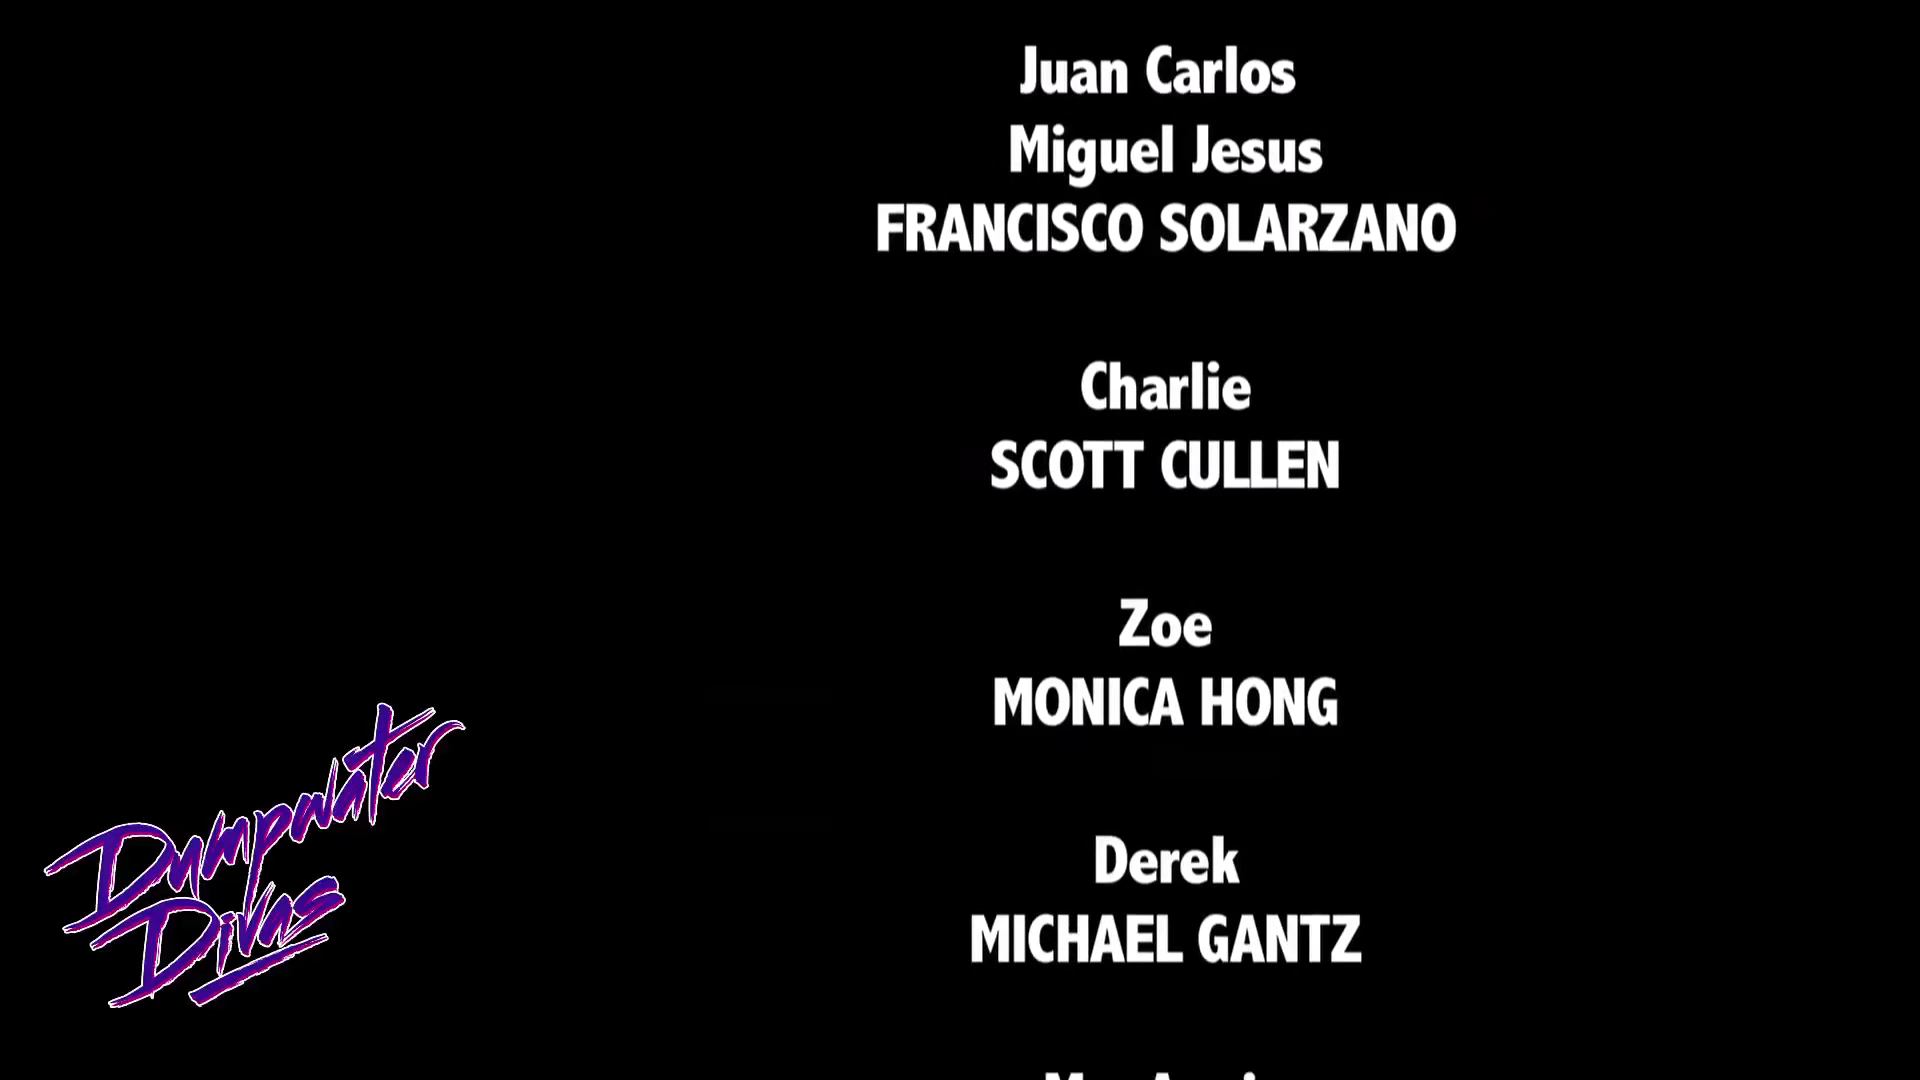 Juan Carlos
Miguel Jesus
FRANCISCO SOLARZANO
Charlie
SCOTT CULLEN
Zoe
MONICA HONG
Derek
MICHAEL GANTZ
Dumpwater
Divas